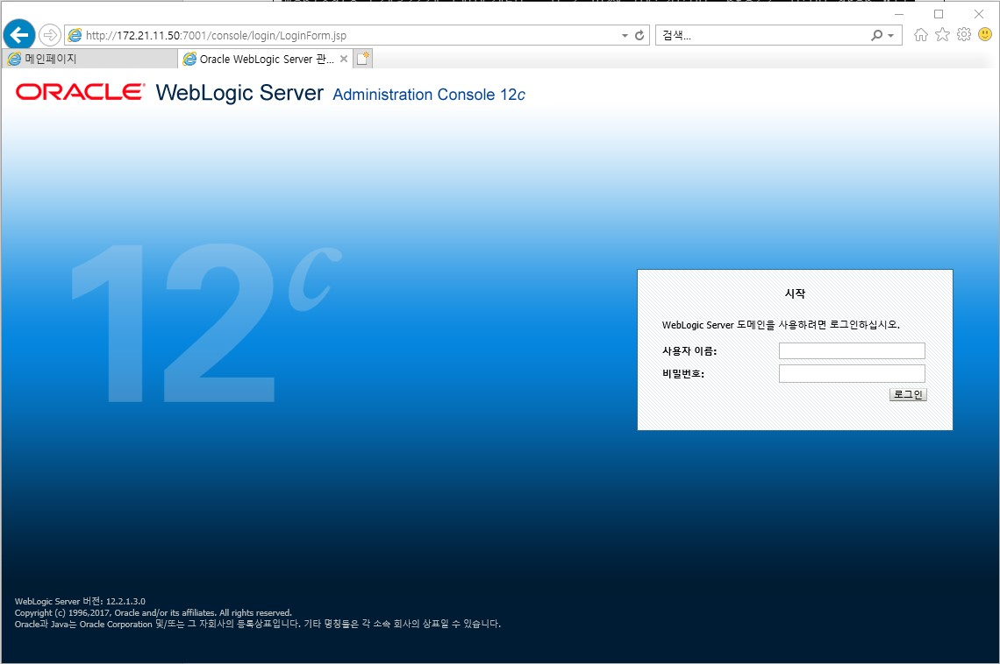 http://172.21.11.50:7001/console/login/LoginForm.jsp
검색...
메인페이지
Oracle WebLogic Server 관...
ORACLE WebLogic Server Administration Console 12c
12c
시작
WebLogic Server 도메인을 사용하려면 로그인하십시오.
사용자 이름:
비밀번호:
로그인
WebLogic Server 버전: 12.2.1.3.0
Copyright (c) 1996,2017, Oracle and/or its affiliates. All rights reserved.
Oracle과 Java는 Oracle Corporation 및/또는 그 자회사의 등록상표입니다. 기타 명칭들은 각 소속 회사의 상표일 수 있습니다.